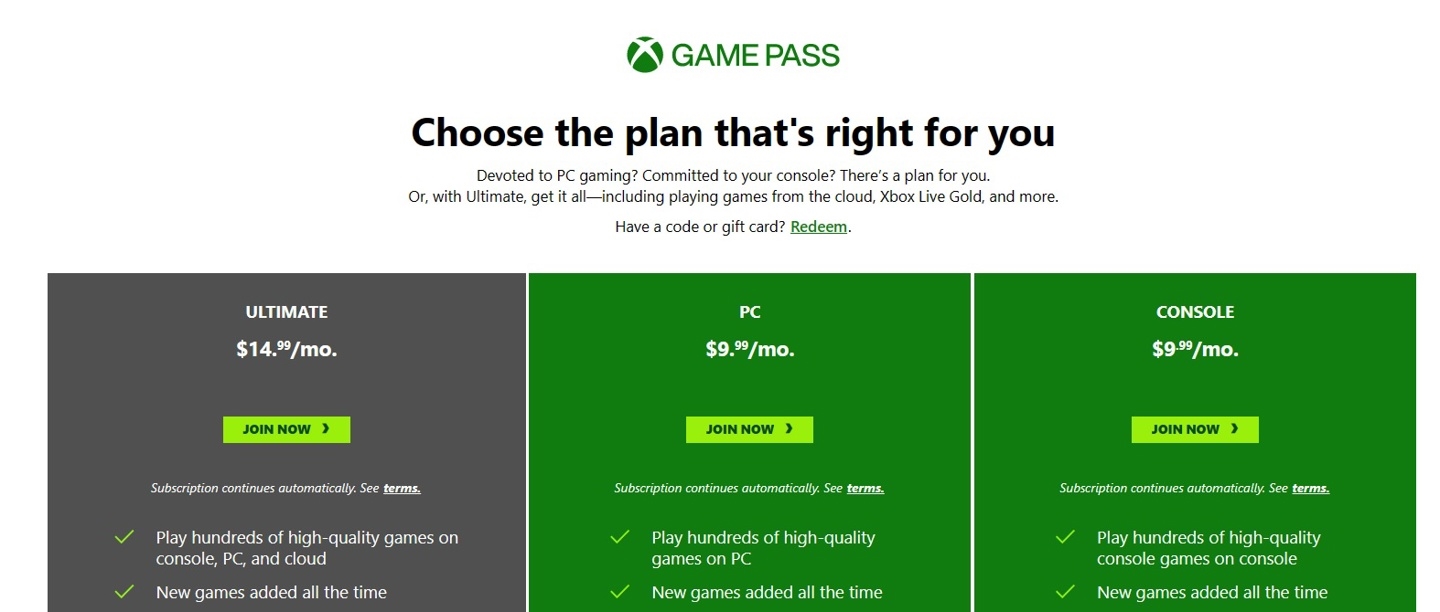 GAME PASS
Choose the plan that's right for you
Devoted to PC gaming? Committed to your console? There's a plan for you.
Or, with Ultimate, get it all—including playing games from the cloud, Xbox Live Gold, and more.
Have a code or gift card? Redeem.
ULTIMATE
$14.99/mo.
JOIN NOW ❯
Subscription continues automatically. See terms.
Play hundreds of high-quality games on
console, PC, and cloud
New games added all the time
PC
$9.99/mo.
JOIN NOW ❯
Subscription continues automatically. See terms.
Play hundreds of high-quality
games on PC
New games added all the time
CONSOLE
$9.99/mo.
JOIN NOW ❯
Subscription continues automatically. See terms.
Play hundreds of high-quality
console games on console
New games added all the time